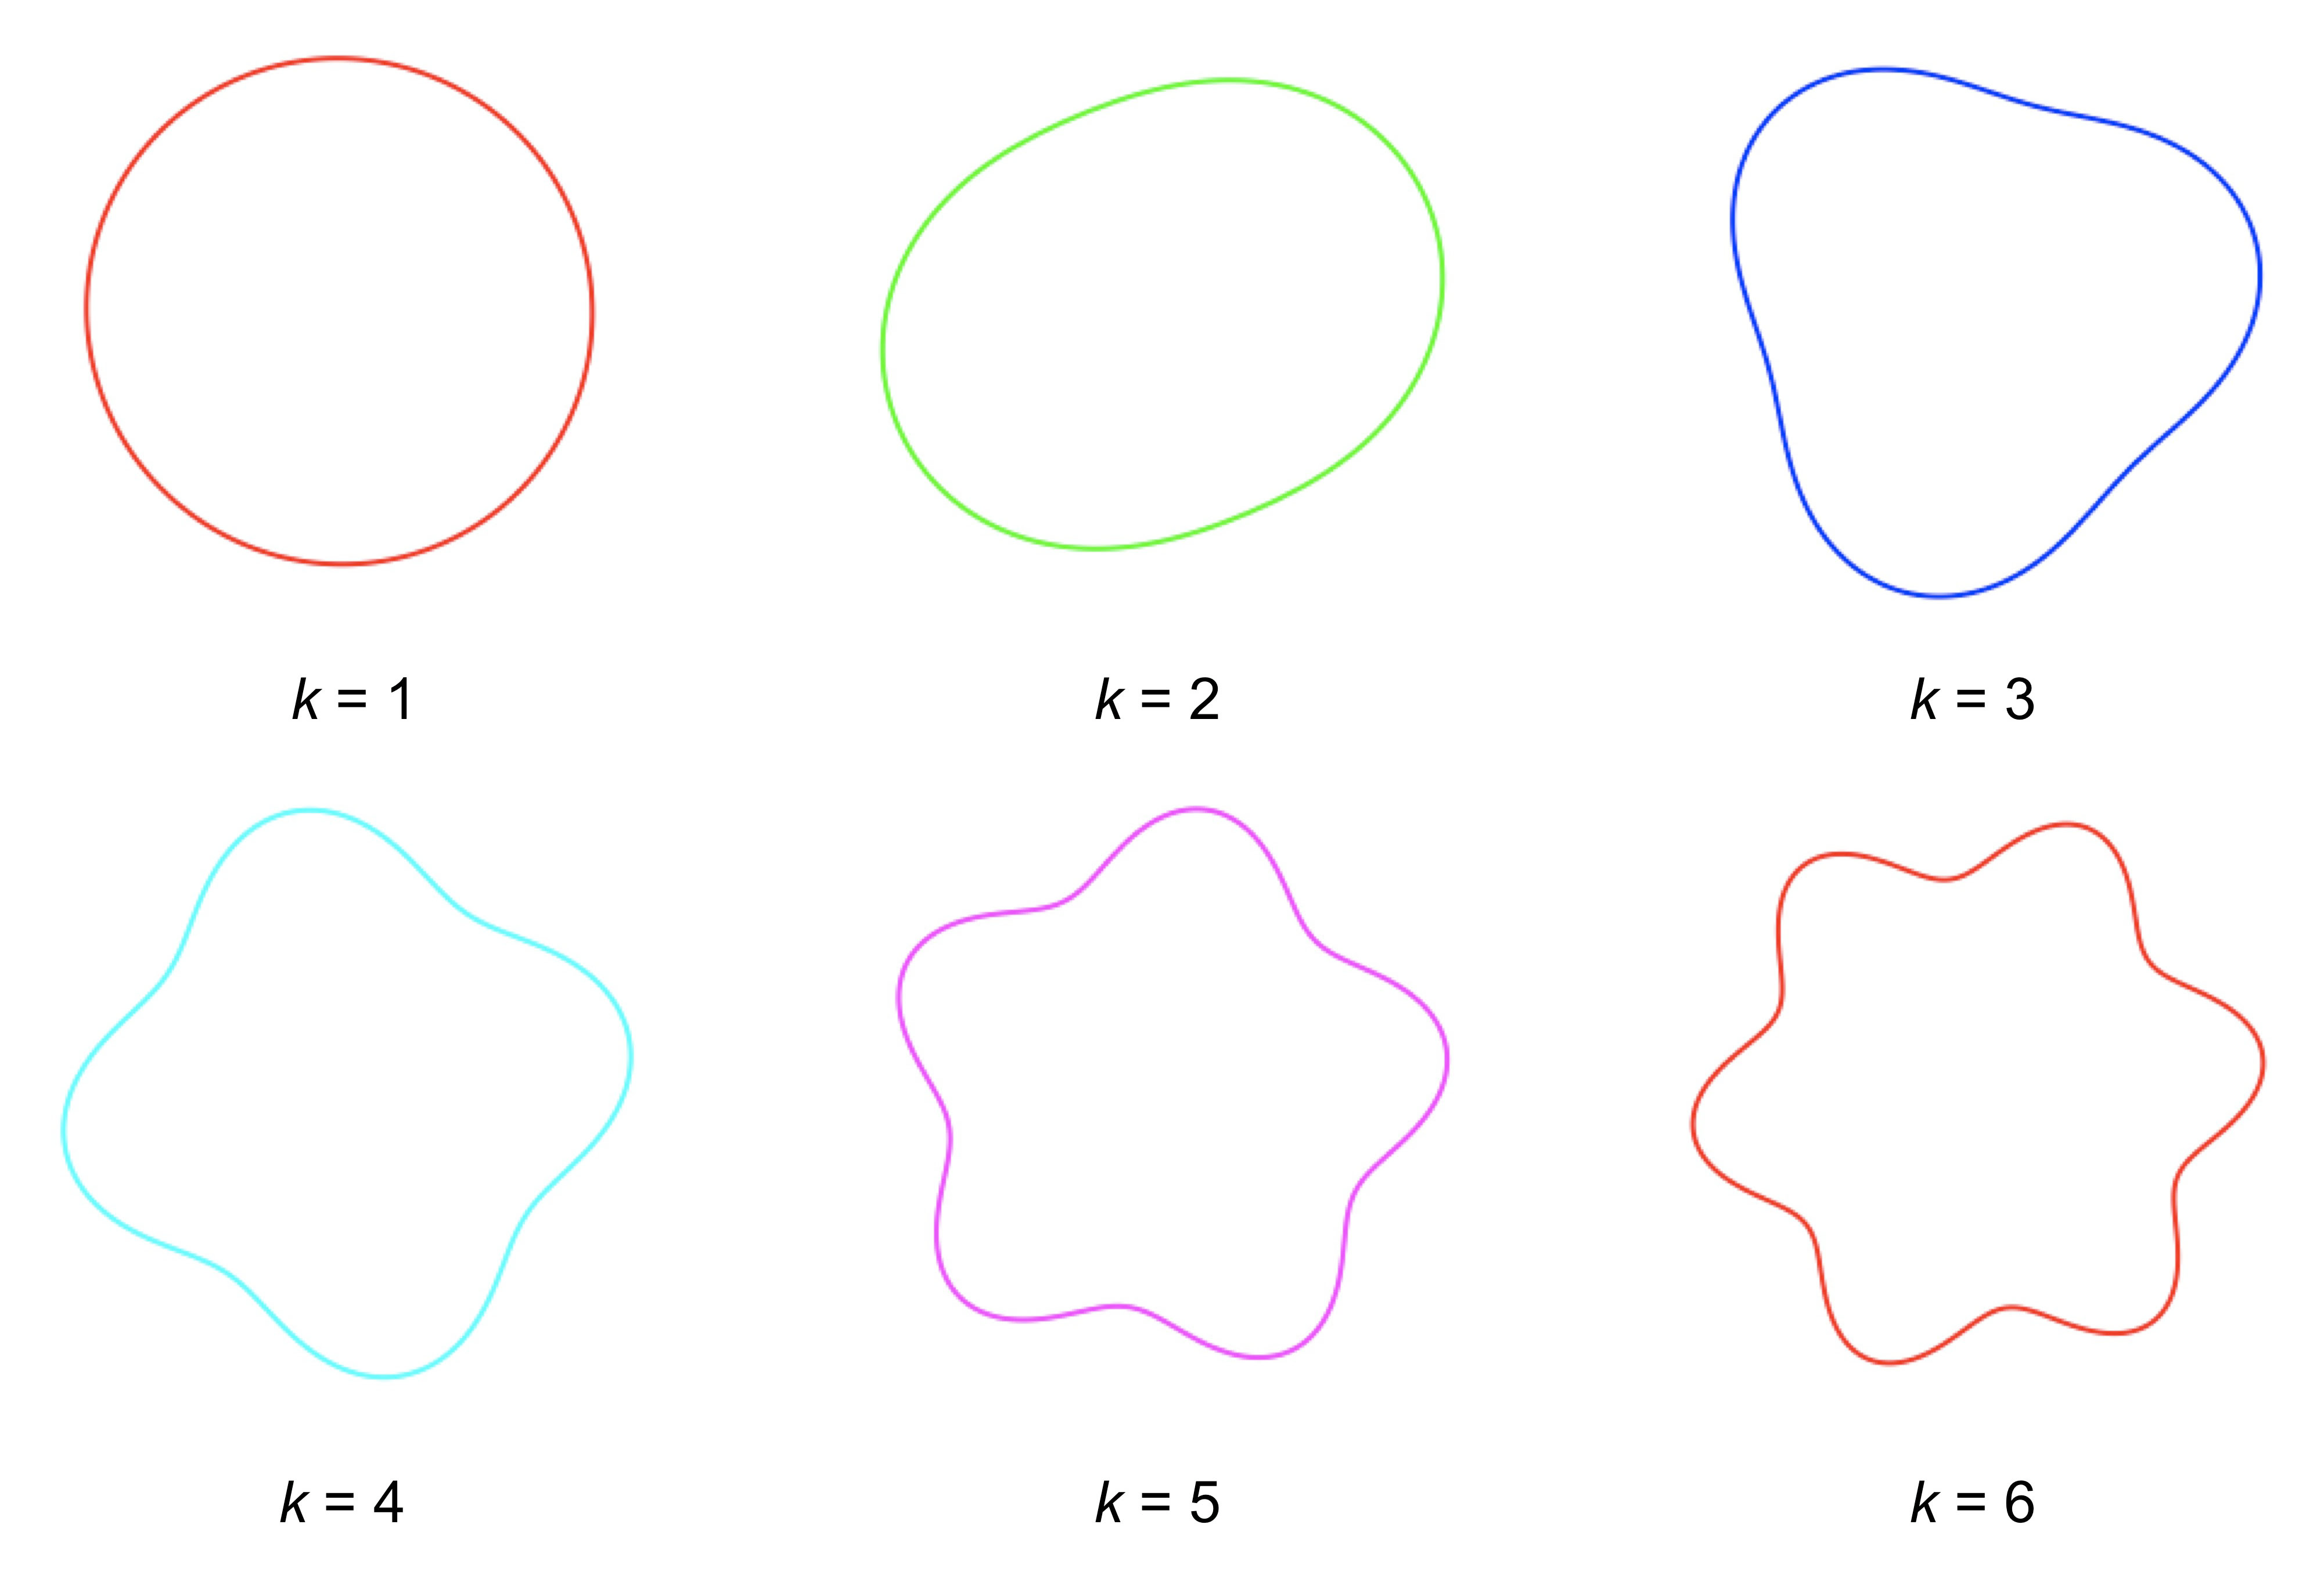 k = 1
k = 2
k = 3
k = 4
k = 5
k = 6